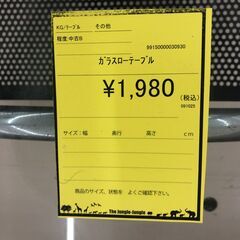 KG/テーブル その他
程度:中古B 99150000030930
ガラスローテーブル
¥1,980
(税込)
091025
サイズ:幅 奥行 高さ cm
商品のサイズ、状態を よくご確認下さい。
The Jungle-Jungle